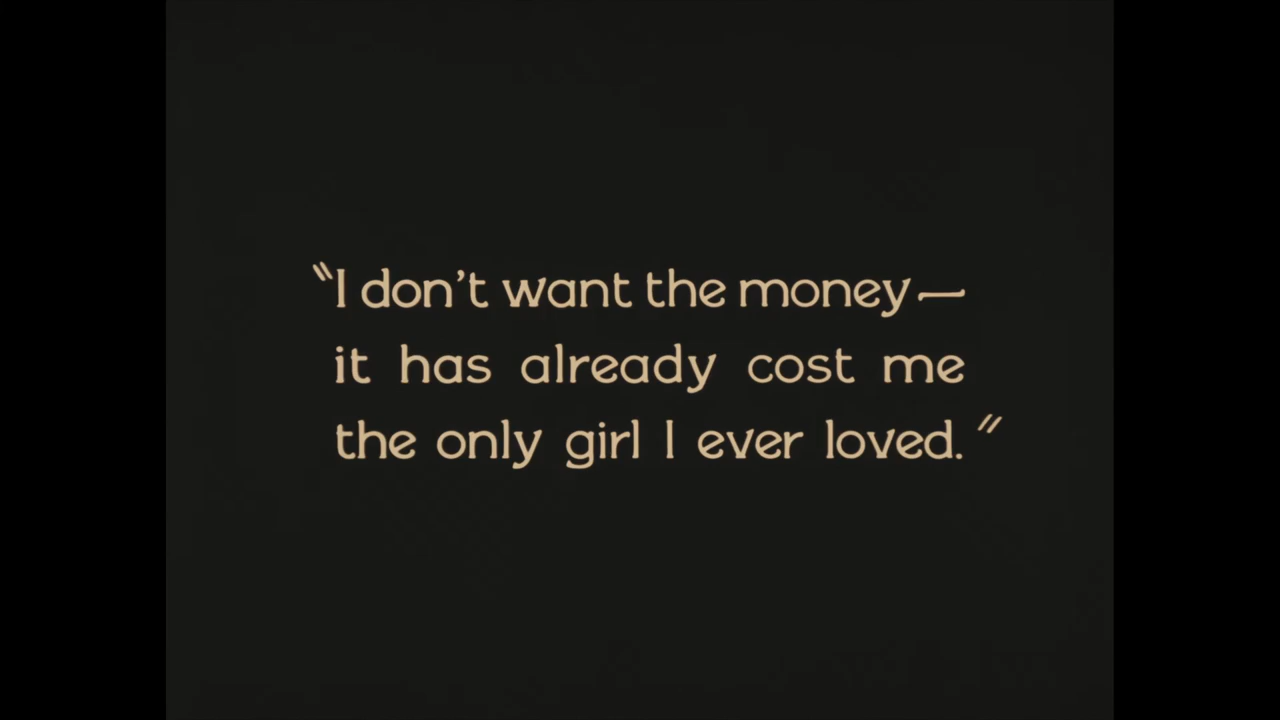 "I don't want the money—
it has already cost me
the only girl I ever loved."